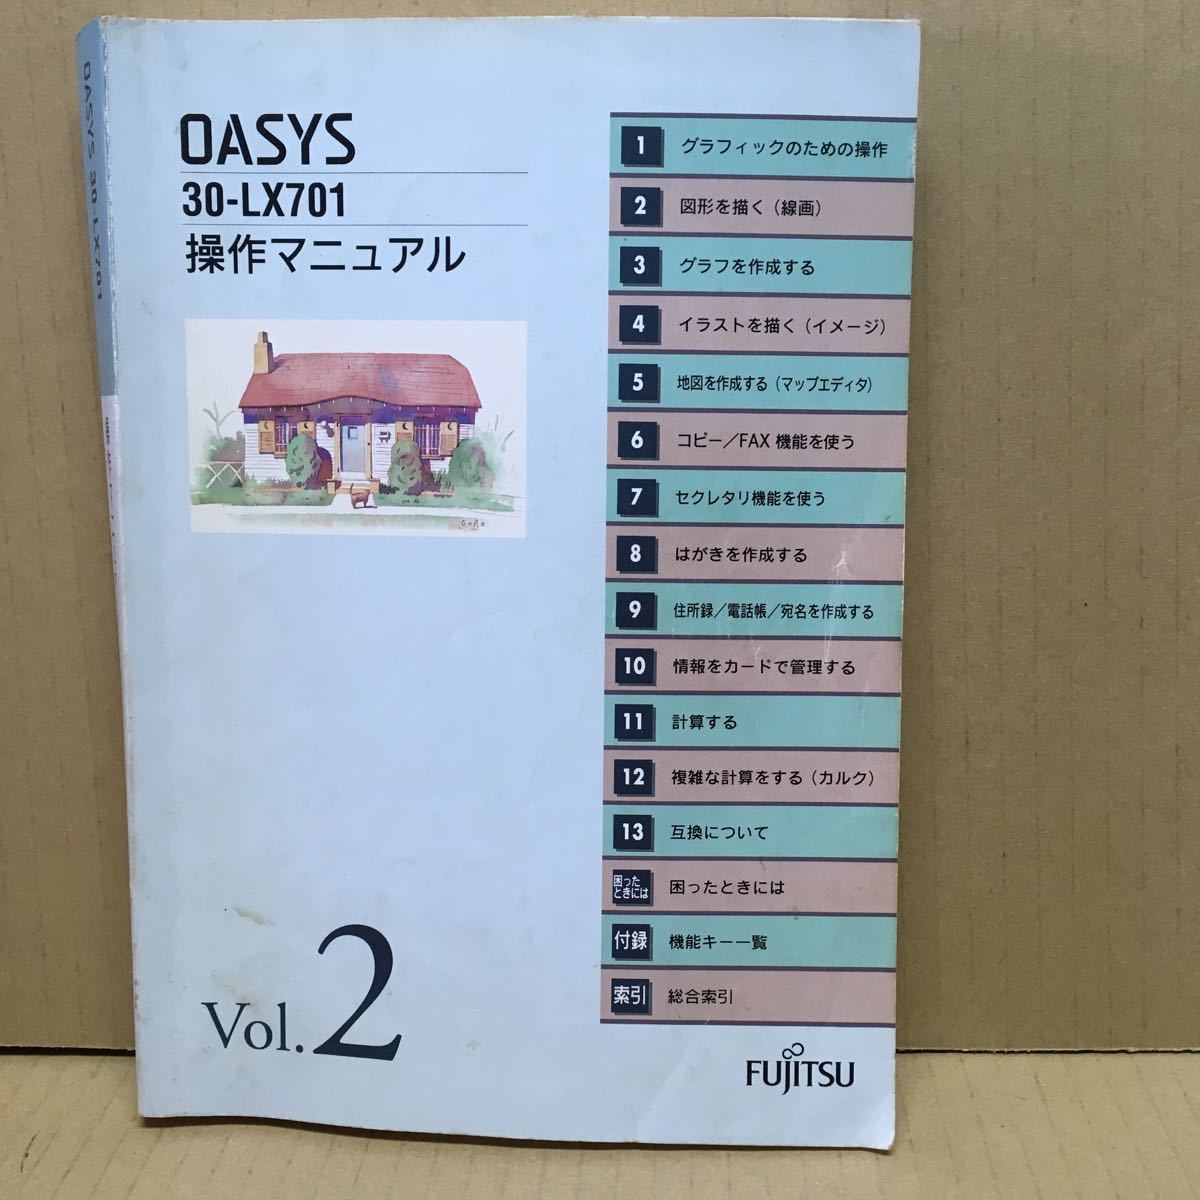 OASYS 30-LX701
OASYS
30-LX701
操作マニュアル
GORO
Vol. 2
1 グラフィックのための操作
2 図形を描く（線画）
3 グラフを作成する
4 イラストを描く（イメージ）
5 地図を作成する（マップエディタ）
6 コピー／FAX 機能を使う
7 セクレタリ機能を使う
8 はがきを作成する
9 住所録／電話帳／宛名を作成する
10 情報をカードで管理する
11 計算する
12 複雑な計算をする（カルク）
13 互換について
困った
ときには 困ったときには
付録 機能キー一覧
索引 総合索引
FUJITSU